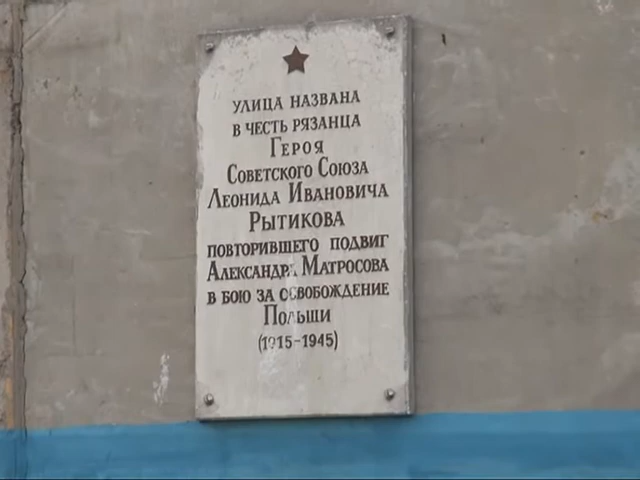 УЛИЦА НАЗВАНА
В ЧЕСТЬ РЯЗАНЦА
ГЕРОЯ
СОВЕТСКОГО СОЮЗА
ЛЕОНИДА ИВАНОВИЧА
РЫТИКОВА
ПОВТОРИВШЕГО ПОДВИГ
АЛЕКСАНДРА МАТРОСОВА
В БОЮ ЗА ОСВОБОЖДЕНИЕ
ПОЛЬШИ
(1915-1945)